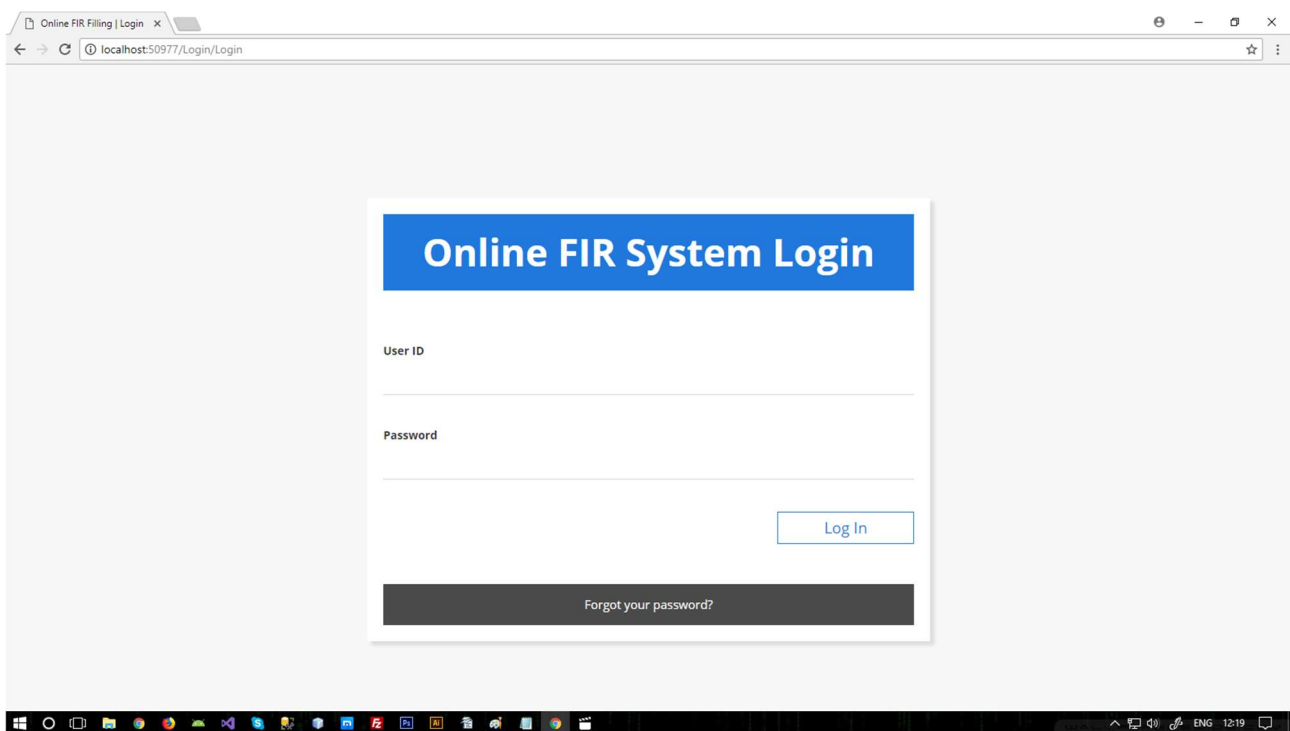 Online FIR Filling | Login
localhost:50977/Login/Login
Online FIR System Login
User ID
Password
Log In
Forgot your password?
ENG 12:19